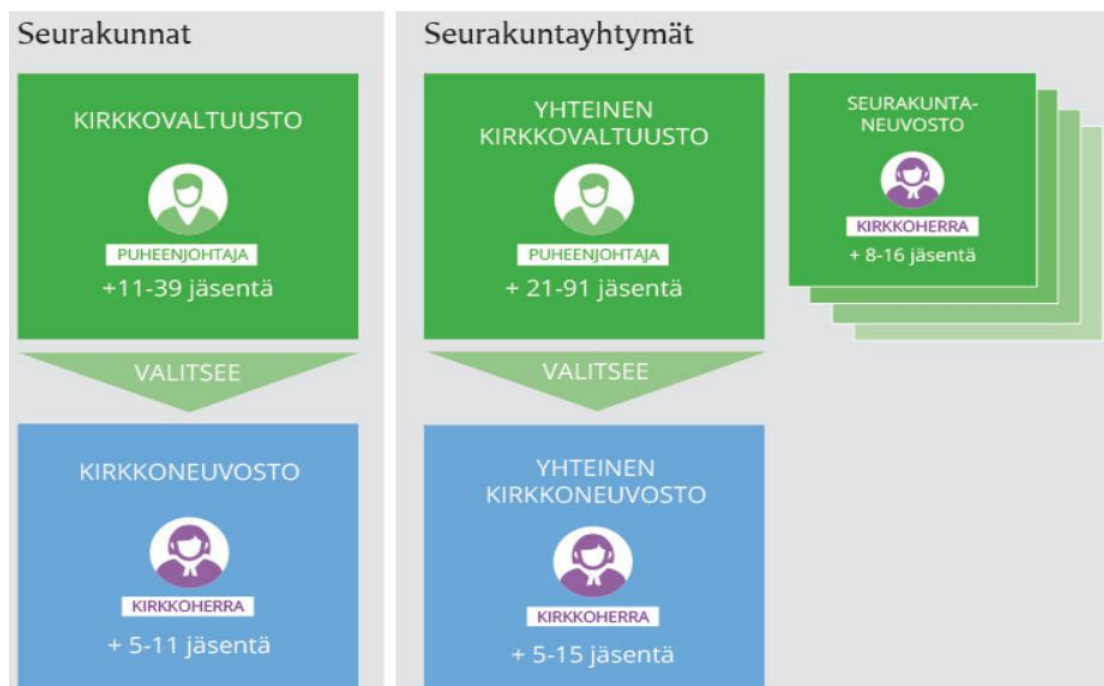 Seurakunnat
KIRKKOVALTUUSTO
PUHEENJOHTAJA
+11-39 jäsentä
VALITSEE
KIRKKONEUVOSTO
KIRKKOHERRA
+ 5-11 jäsentä
Seurakuntayhtymät
YHTEINEN
KIRKKOVALTUUSTO
PUHEENJOHTAJA
+ 21-91 jäsentä
VALITSEE
YHTEINEN
KIRKKONEUVOSTO
KIRKKOHERRA
+ 5-15 jäsentä
SEURAKUNTA-
NEUVOSTO
KIRKKOHERRA
+ 8-16 jäsentä